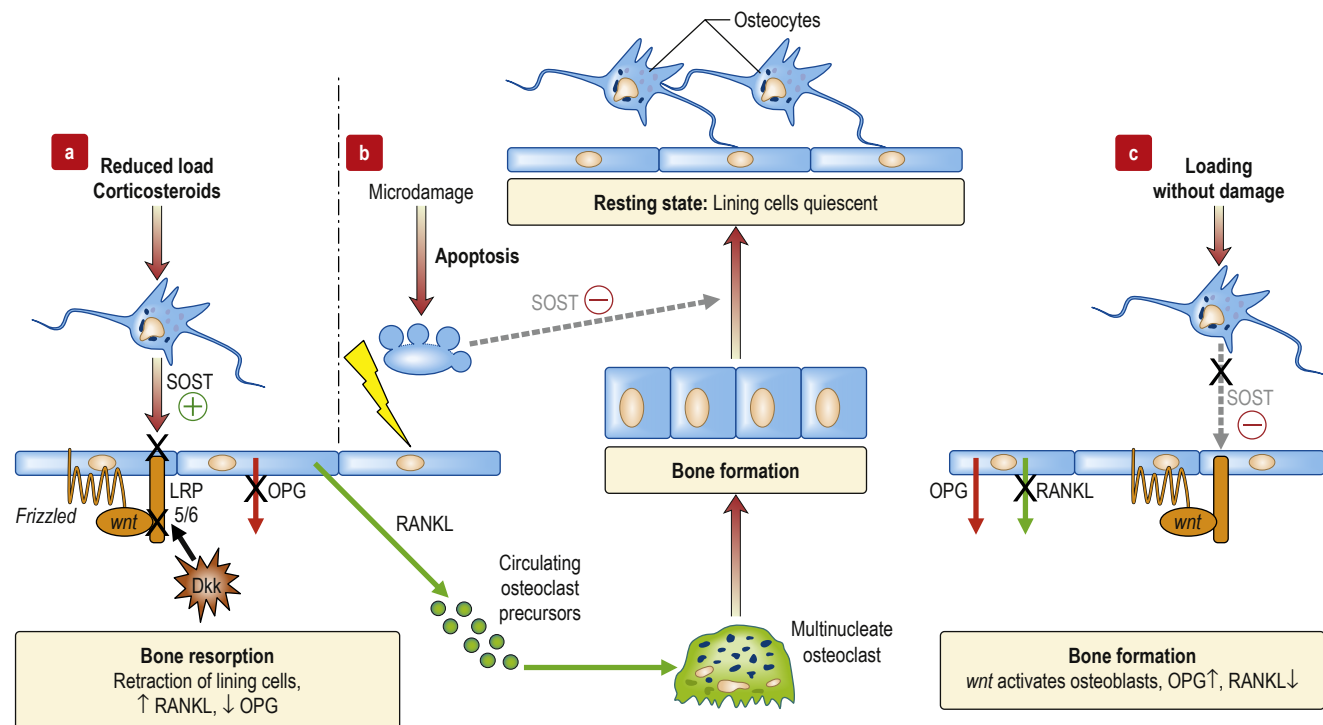 Osteocytes
a
Reduced load
Corticosteroids
b
Microdamage
Apoptosis
Resting state: Lining cells quiescent
c
Loading
without damage
SOST
SOST
SOST
Frizzled
wnt
LRP
5/6
OPG
Dkk
RANKL
Bone formation
OPG
RANKL
wnt
Circulating
osteoclast
precursors
Multinucleate
osteoclast
Bone resorption
Retraction of lining cells,
↑ RANKL, ↓ OPG
Bone formation
wnt activates osteoblasts, OPG↑, RANKL↓